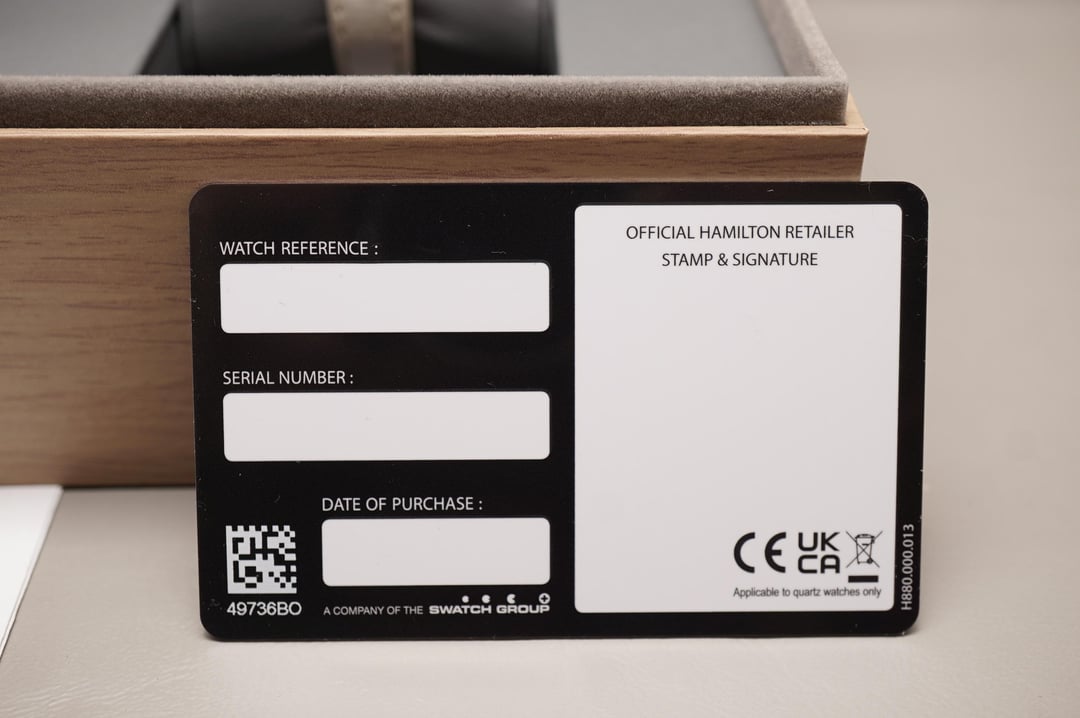 WATCH REFERENCE :
SERIAL NUMBER :
DATE OF PURCHASE :
49736BO
A COMPANY OF THE SWATCH GROUP
OFFICIAL HAMILTON RETAILER
STAMP & SIGNATURE
CE UK CA
Applicable to quartz watches only
H880.000.013